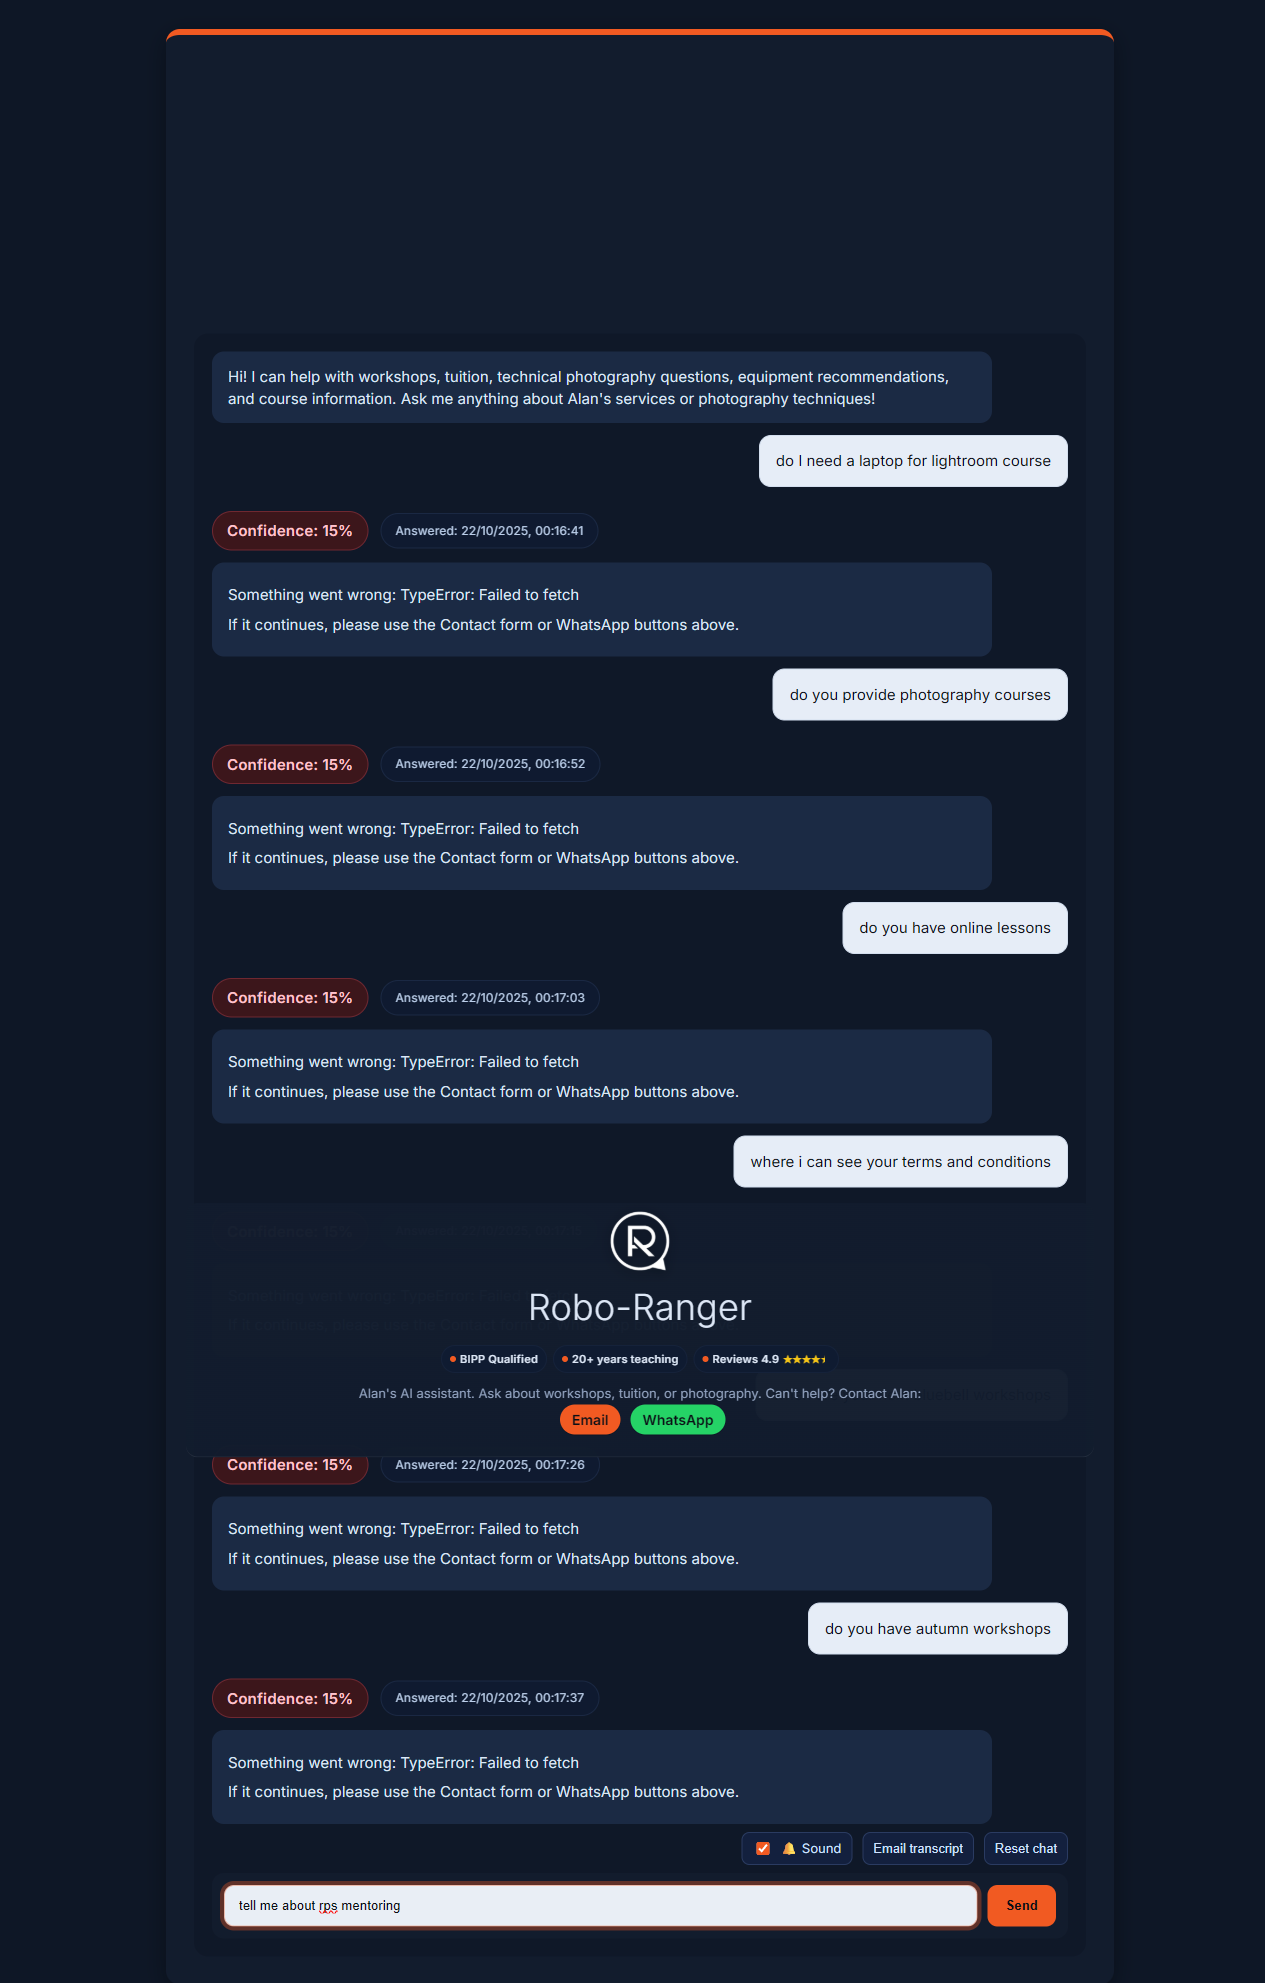 Hi! I can help with workshops, tuition, technical photography questions, equipment recommendations,
and course information. Ask me anything about Alan's services or photography techniques!
do I need a laptop for lightroom course
Confidence: 15%
Answered: 22/10/2025, 00:16:41
Something went wrong: TypeError: Failed to fetch
If it continues, please use the Contact form or WhatsApp buttons above.
do you provide photography courses
Confidence: 15%
Answered: 22/10/2025, 00:16:52
Something went wrong: TypeError: Failed to fetch
If it continues, please use the Contact form or WhatsApp buttons above.
do you have online lessons
Confidence: 15%
Answered: 22/10/2025, 00:17:03
Something went wrong: TypeError: Failed to fetch
If it continues, please use the Contact form or WhatsApp buttons above.
where i can see your terms and conditions
Confidence: 15%
R
Robo-Ranger
BIPP Qualified
20+ years teaching
Reviews 4.9
Alan's AI assistant. Ask about workshops, tuition, or photography. Can't help? Contact Alan:
Email
WhatsApp
Confidence: 15%
Answered: 22/10/2025, 00:17:26
Something went wrong: TypeError: Failed to fetch
If it continues, please use the Contact form or WhatsApp buttons above.
do you have autumn workshops
Confidence: 15%
Answered: 22/10/2025, 00:17:37
Something went wrong: TypeError: Failed to fetch
If it continues, please use the Contact form or WhatsApp buttons above.
Sound
Email transcript
Reset chat
tell me about rps mentoring
Send